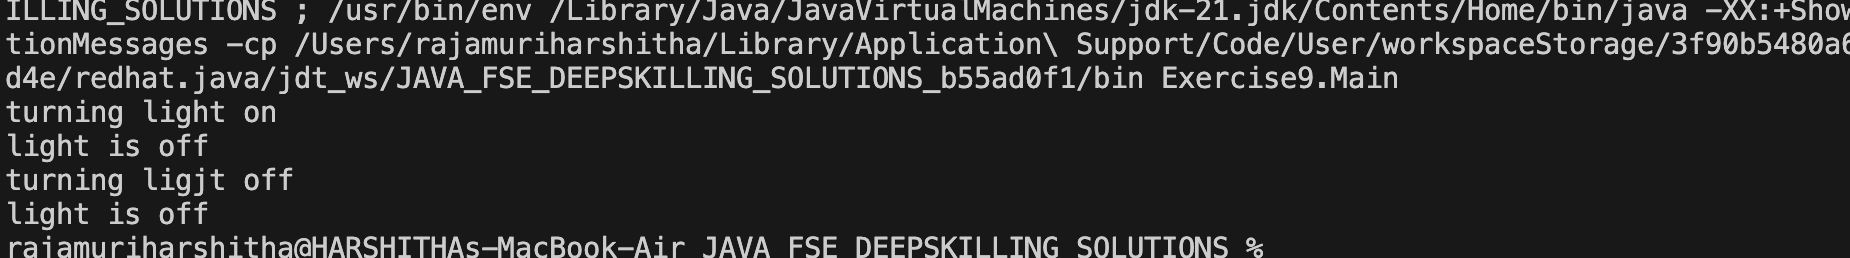 ILLING_SOLUTIONS ; /usr/bin/env /Library/Java/JavaVirtualMachines/jdk-21.jdk/Contents/Home/bin/java -XX:+Show
tionMessages -cp /Users/rajamuriharshitha/Library/Application\ Support/Code/User/workspaceStorage/3f90b5480a6
d4e/redhat.java/jdt_ws/JAVA_FSE_DEEPSKILLING_SOLUTIONS_b55ad0f1/bin Exercise9.Main
turning light on
light is off
turning ligjt off
light is off
rajamuriharshitha@HARSHITHAs-MacBook-Air JAVA_FSE_DEEPSKILLING_SOLUTIONS %